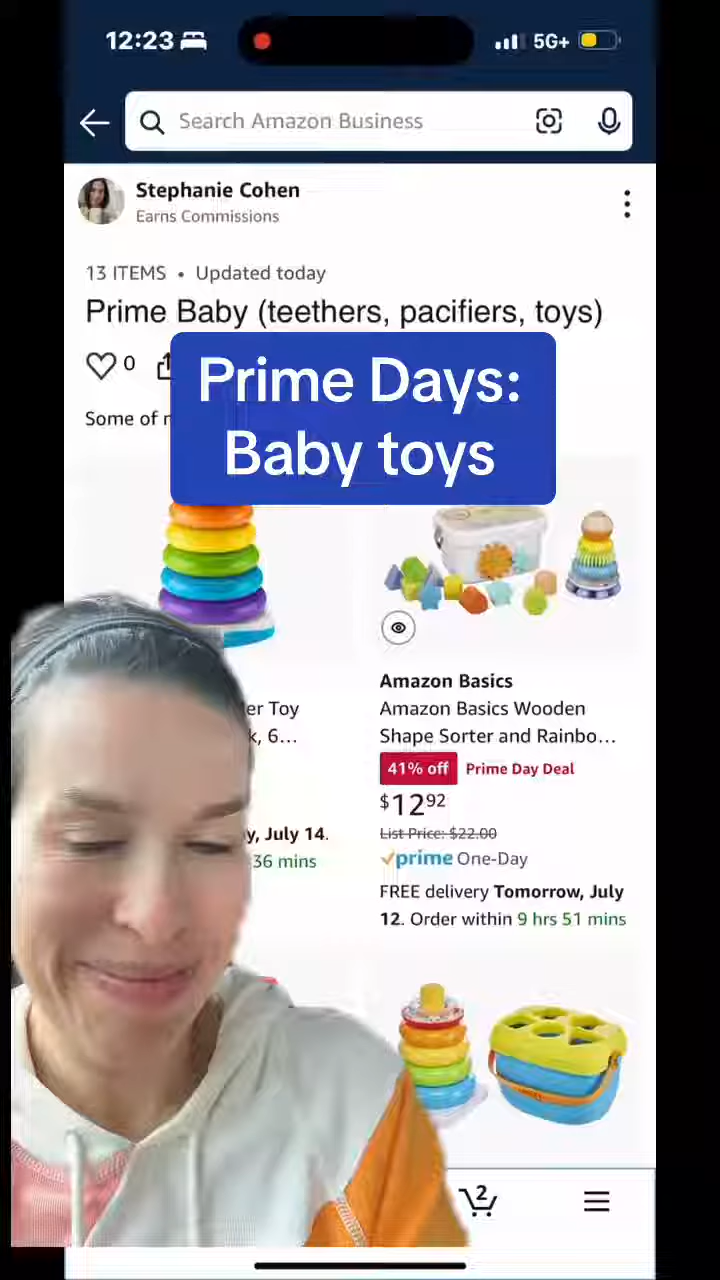 12:23
5G+
Search Amazon Business
Stephanie Cohen
Earns Commissions
13 ITEMS • Updated today
Prime Baby (teethers, pacifiers, toys)
0
Prime Days:
Baby toys
Some of
er Toy
k, 6...
y, July 14.
36 mins
Amazon Basics
Amazon Basics Wooden
Shape Sorter and Rainbo...
41% off Prime Day Deal
$1292
List Price: $22.00
prime One-Day
FREE delivery Tomorrow, July
12. Order within 9 hrs 51 mins
2